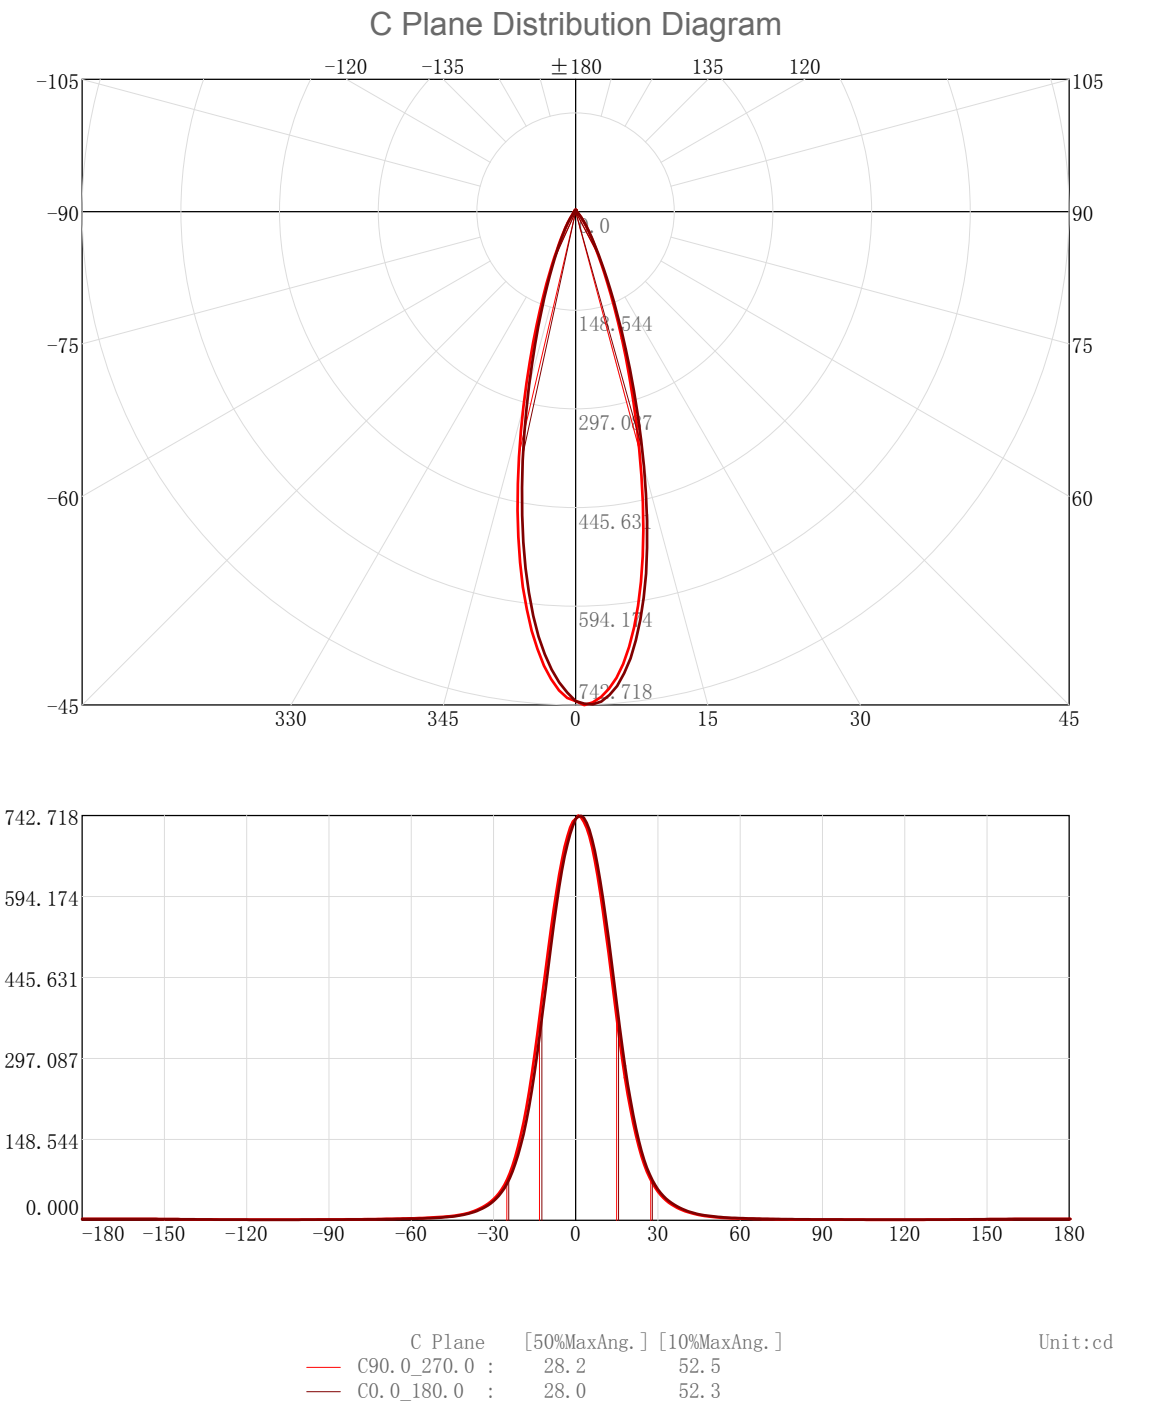 C Plane Distribution Diagram
-120 -135 ±180 135 120
-105 105
-90 90
0.0
148.544
-75 75
297.087
-60 60
445.631
594.174
742.718
-45
330 345 0 15 30 45
742.718
594.174
445.631
297.087
148.544
0.000
-180 -150 -120 -90 -60 -30 0 30 60 90 120 150 180
C Plane [50%MaxAng.] [10%MaxAng.] Unit:cd
C90.0_270.0 : 28.2 52.5
C0.0_180.0 : 28.0 52.3